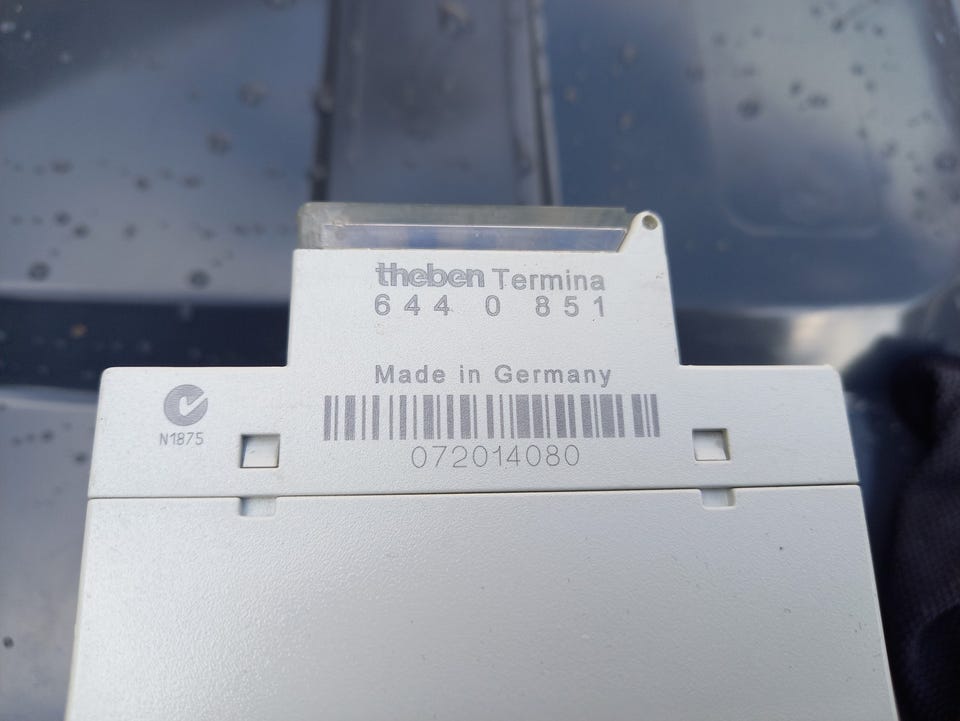 theben Termina
644 0 851
Made in Germany
N1875
072014080